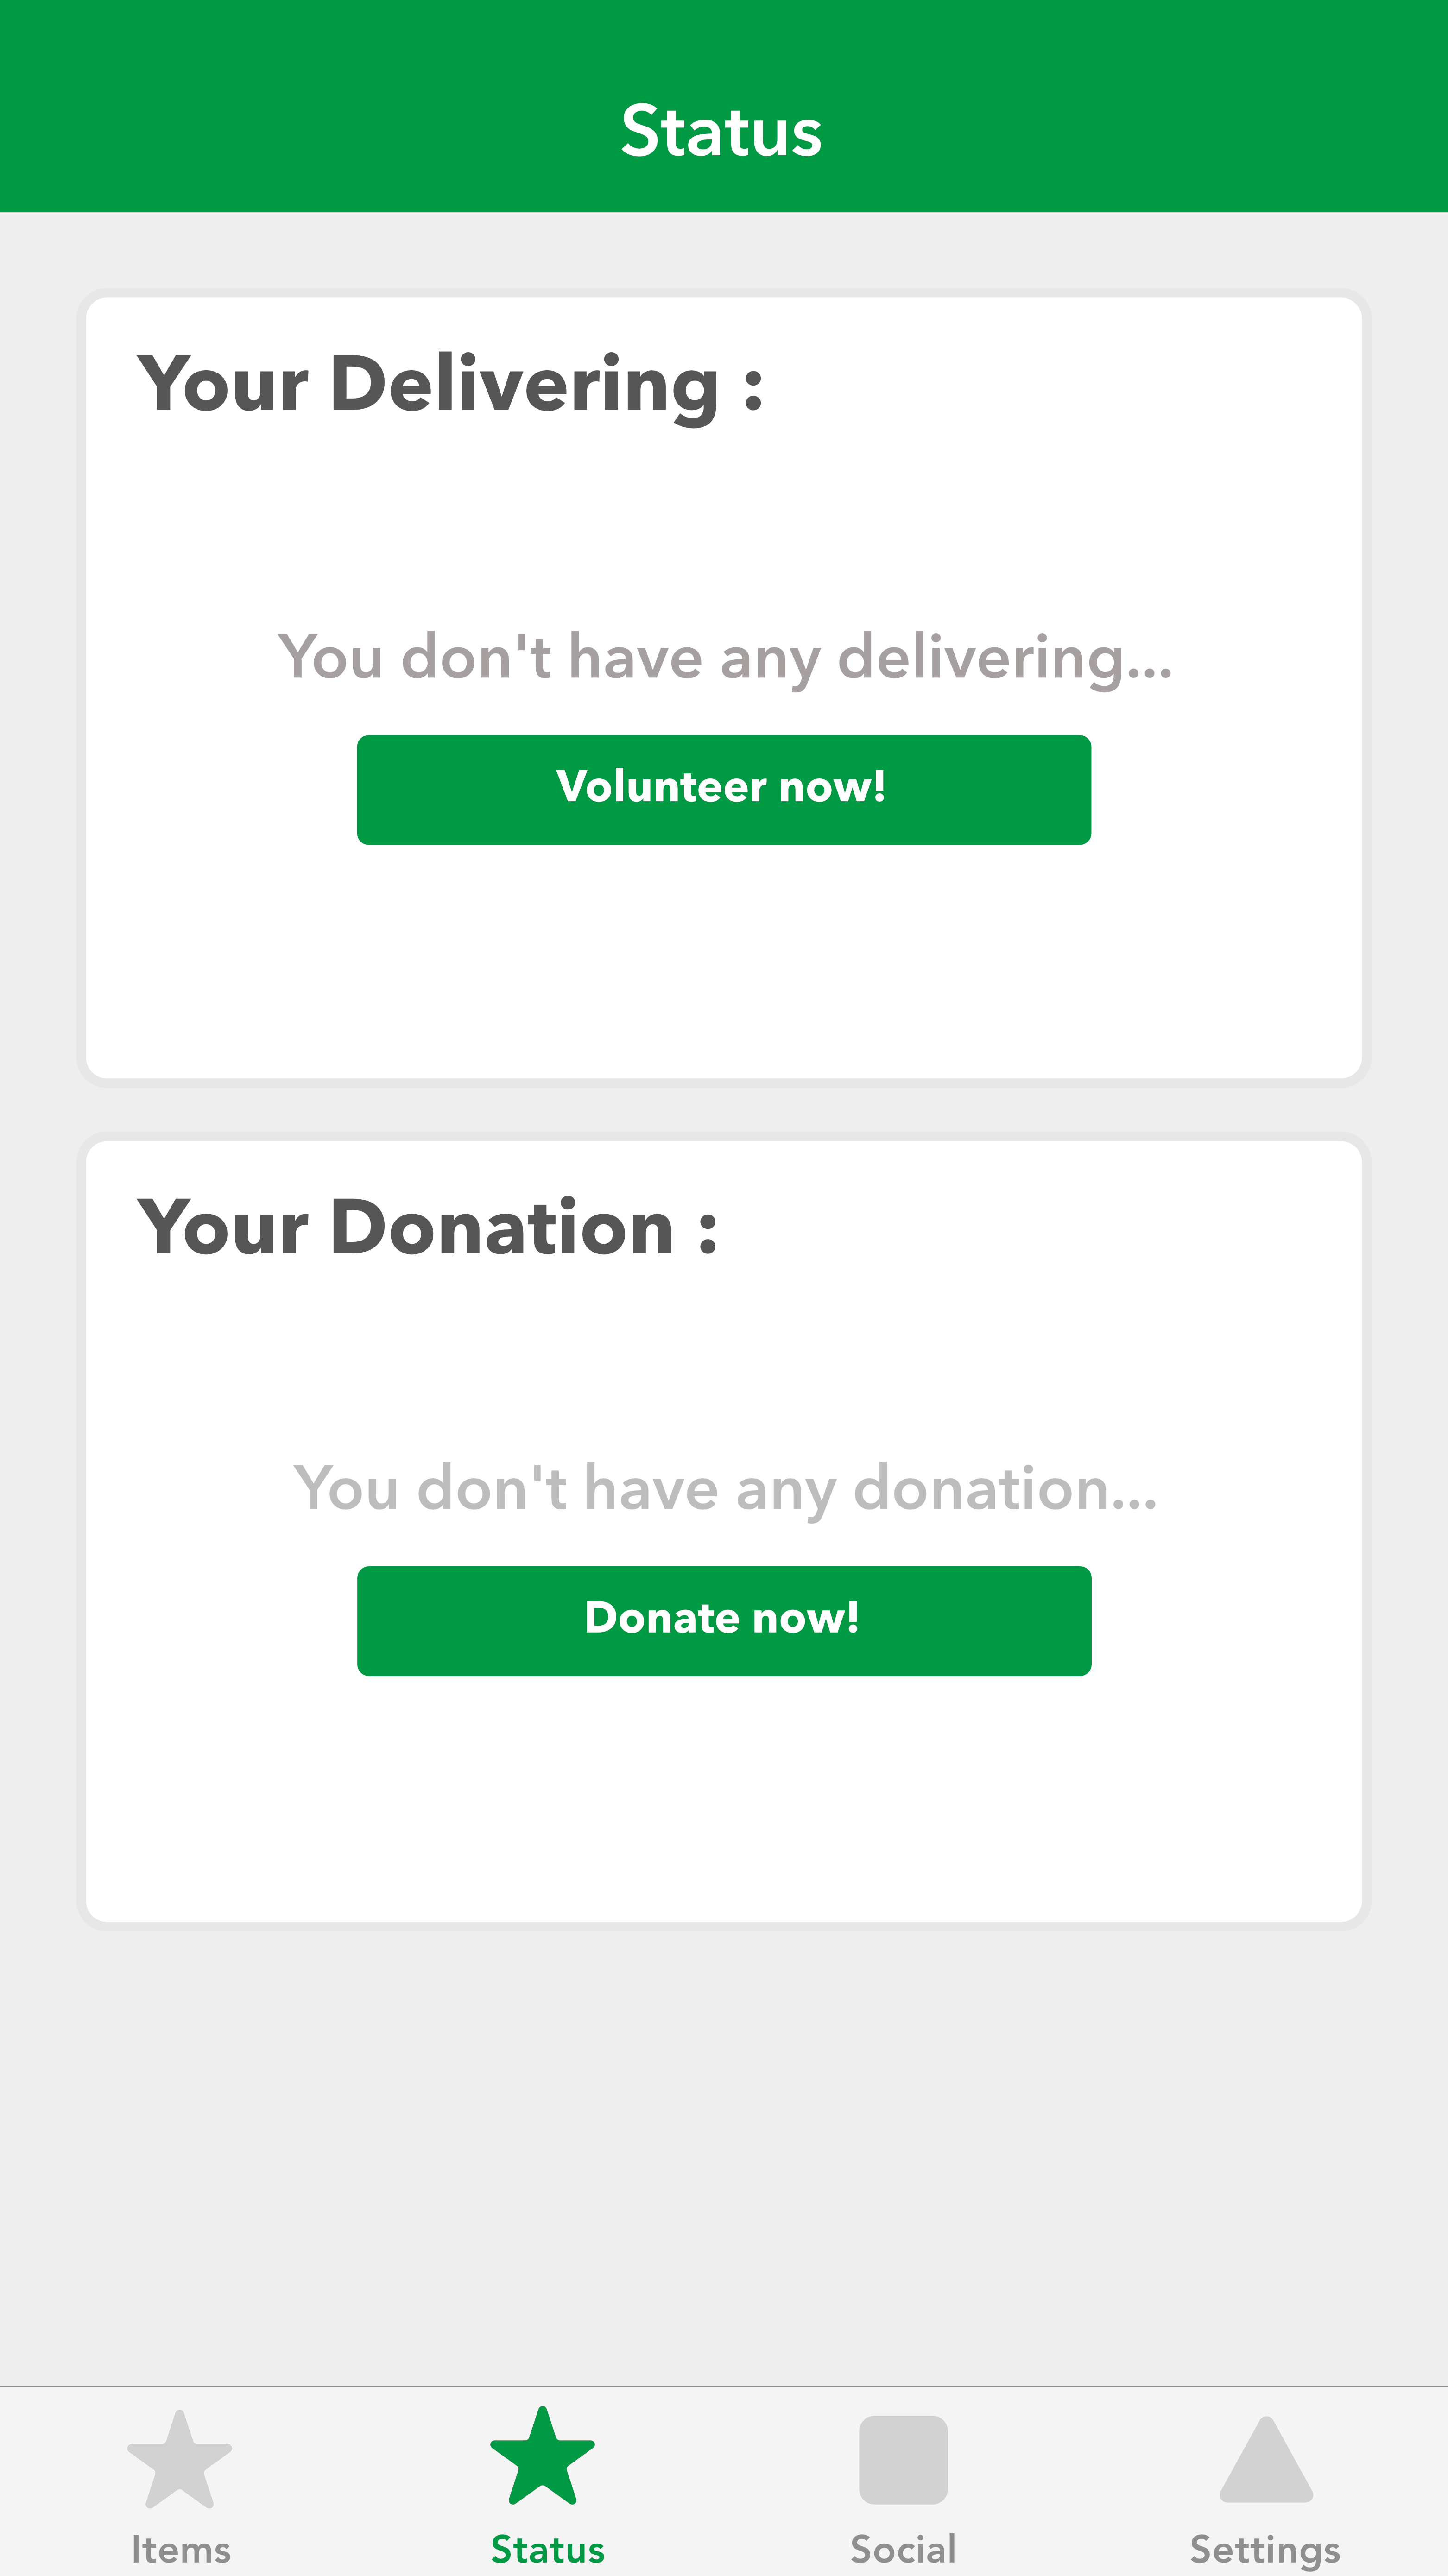 Status
Your Delivering :
You don't have any delivering...
Volunteer now!
Your Donation :
You don't have any donation...
Donate now!
Items
Status
Social
Settings